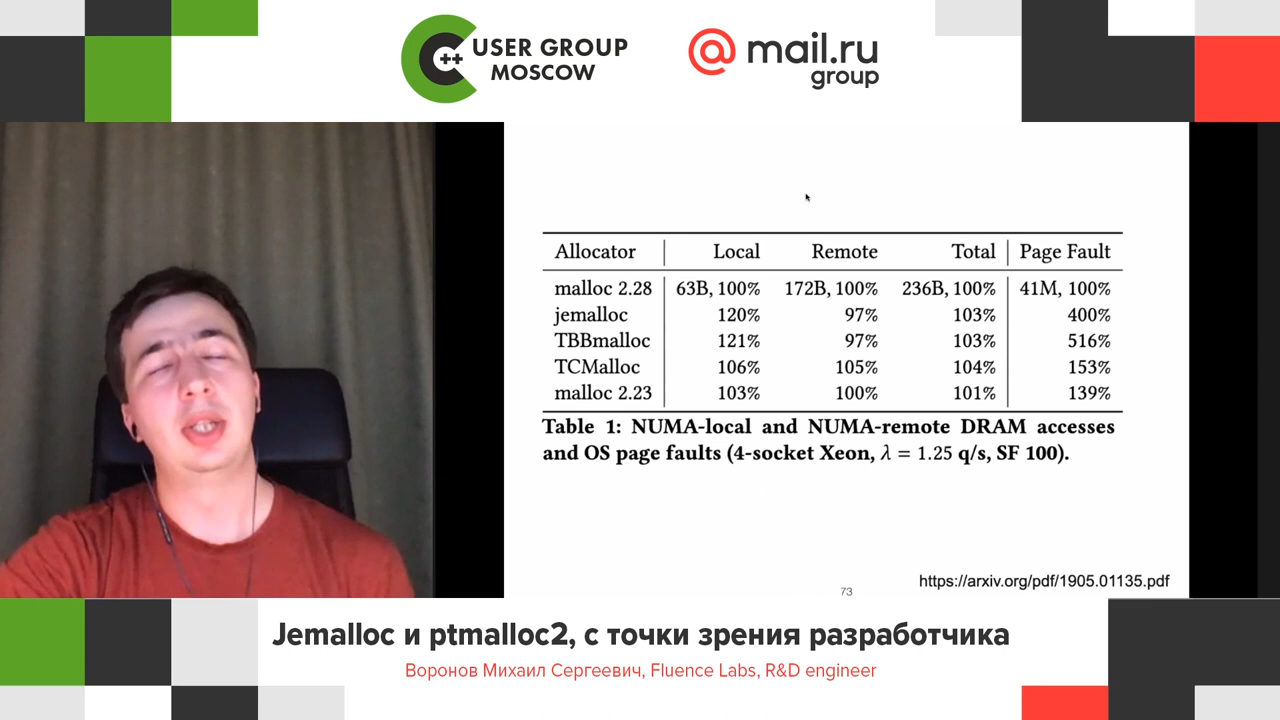 C++ USER GROUP
MOSCOW
@ mail.ru
group
Allocator Local Remote Total Page Fault
malloc 2.28 63B, 100% 172B, 100% 236B, 100% 41M, 100%
jemalloc 120% 97% 103% 400%
TBBmalloc 121% 97% 103% 516%
TCMalloc 106% 105% 104% 153%
malloc 2.23 103% 100% 101% 139%
Table 1: NUMA-local and NUMA-remote DRAM accesses
and OS page faults (4-socket Xeon, λ = 1.25 q/s, SF 100).
https://arxiv.org/pdf/1905.01135.pdf
73
Jemalloc и ptmalloc2, с точки зрения разработчика
Воронов Михаил Сергеевич, Fluence Labs, R&D engineer